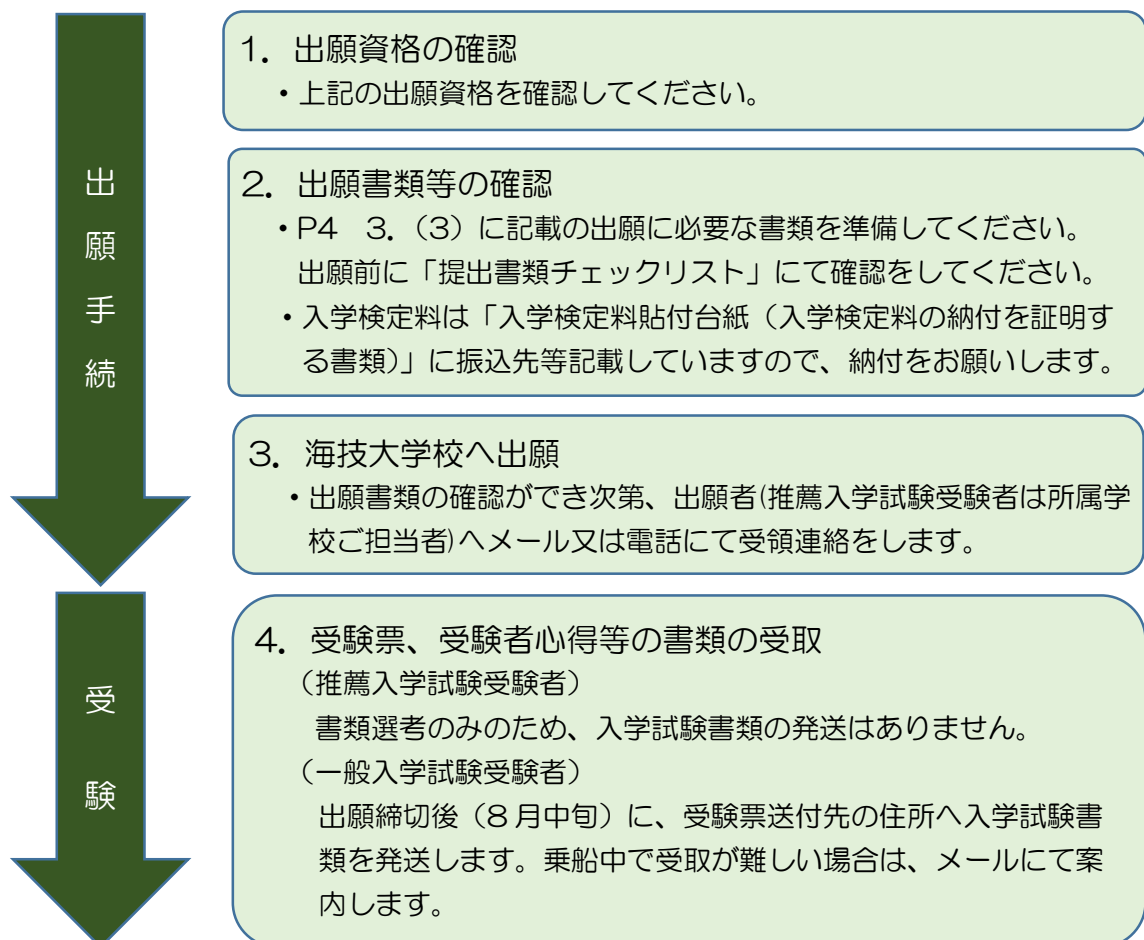 出願手続
1．出願資格の確認
・上記の出願資格を確認してください。
2．出願書類等の確認
・P4　3．（3）に記載の出願に必要な書類を準備してください。
出願前に「提出書類チェックリスト」にて確認をしてください。
・入学検定料は「入学検定料貼付台紙（入学検定料の納付を証明す
る書類)」に振込先等記載していますので、納付をお願いします。
3．海技大学校へ出願
・出願書類の確認ができ次第、出願者(推薦入学試験受験者は所属学
校ご担当者)へメール又は電話にて受領連絡をします。
受験
4．受験票、受験者心得等の書類の受取
（推薦入学試験受験者）
書類選考のみのため、入学試験書類の発送はありません。
（一般入学試験受験者）
出願締切後（8月中旬）に、受験票送付先の住所へ入学試験書
類を発送します。乗船中で受取が難しい場合は、メールにて案
内します。